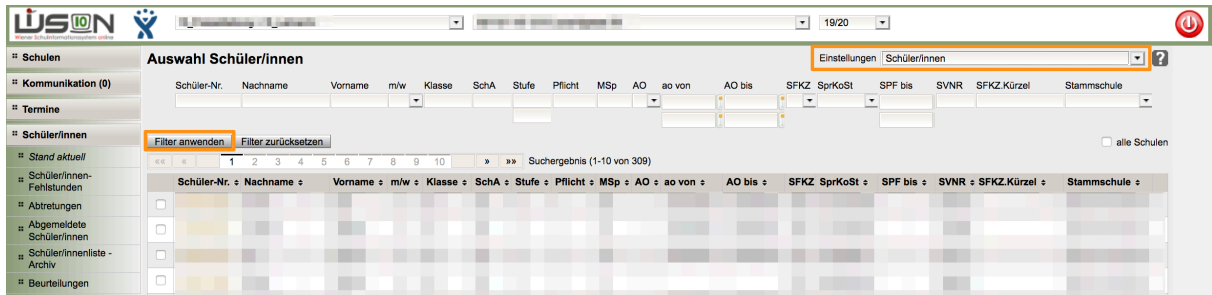 WUSON
Wiener Schulinformationssystem online
19/20
Schulen
Kommunikation (0)
Termine
Schüler/innen
Stand aktuell
Schüler/innen-
Fehlstunden
Abtretungen
Abgemeldete
Schüler/innen
Schüler/innenliste -
Archiv
Beurteilungen
Auswahl Schüler/innen
Einstellungen Schüler/innen ?
Schüler-Nr. Nachname Vorname m/w Klasse SchA Stufe Pflicht MSp AO ao von AO bis SFKZ SprKoSt SPF bis SVNR SFKZ.Kürzel Stammschule
Filter anwenden Filter zurücksetzen alle Schulen
«« « 1 2 3 4 5 6 7 8 9 10 » »» Suchergebnis (1-10 von 309)
Schüler-Nr. Nachname Vorname m/w Klasse SchA Stufe Pflicht MSp AO ao von AO bis SFKZ SprKoSt SPF bis SVNR SFKZ.Kürzel Stammschule